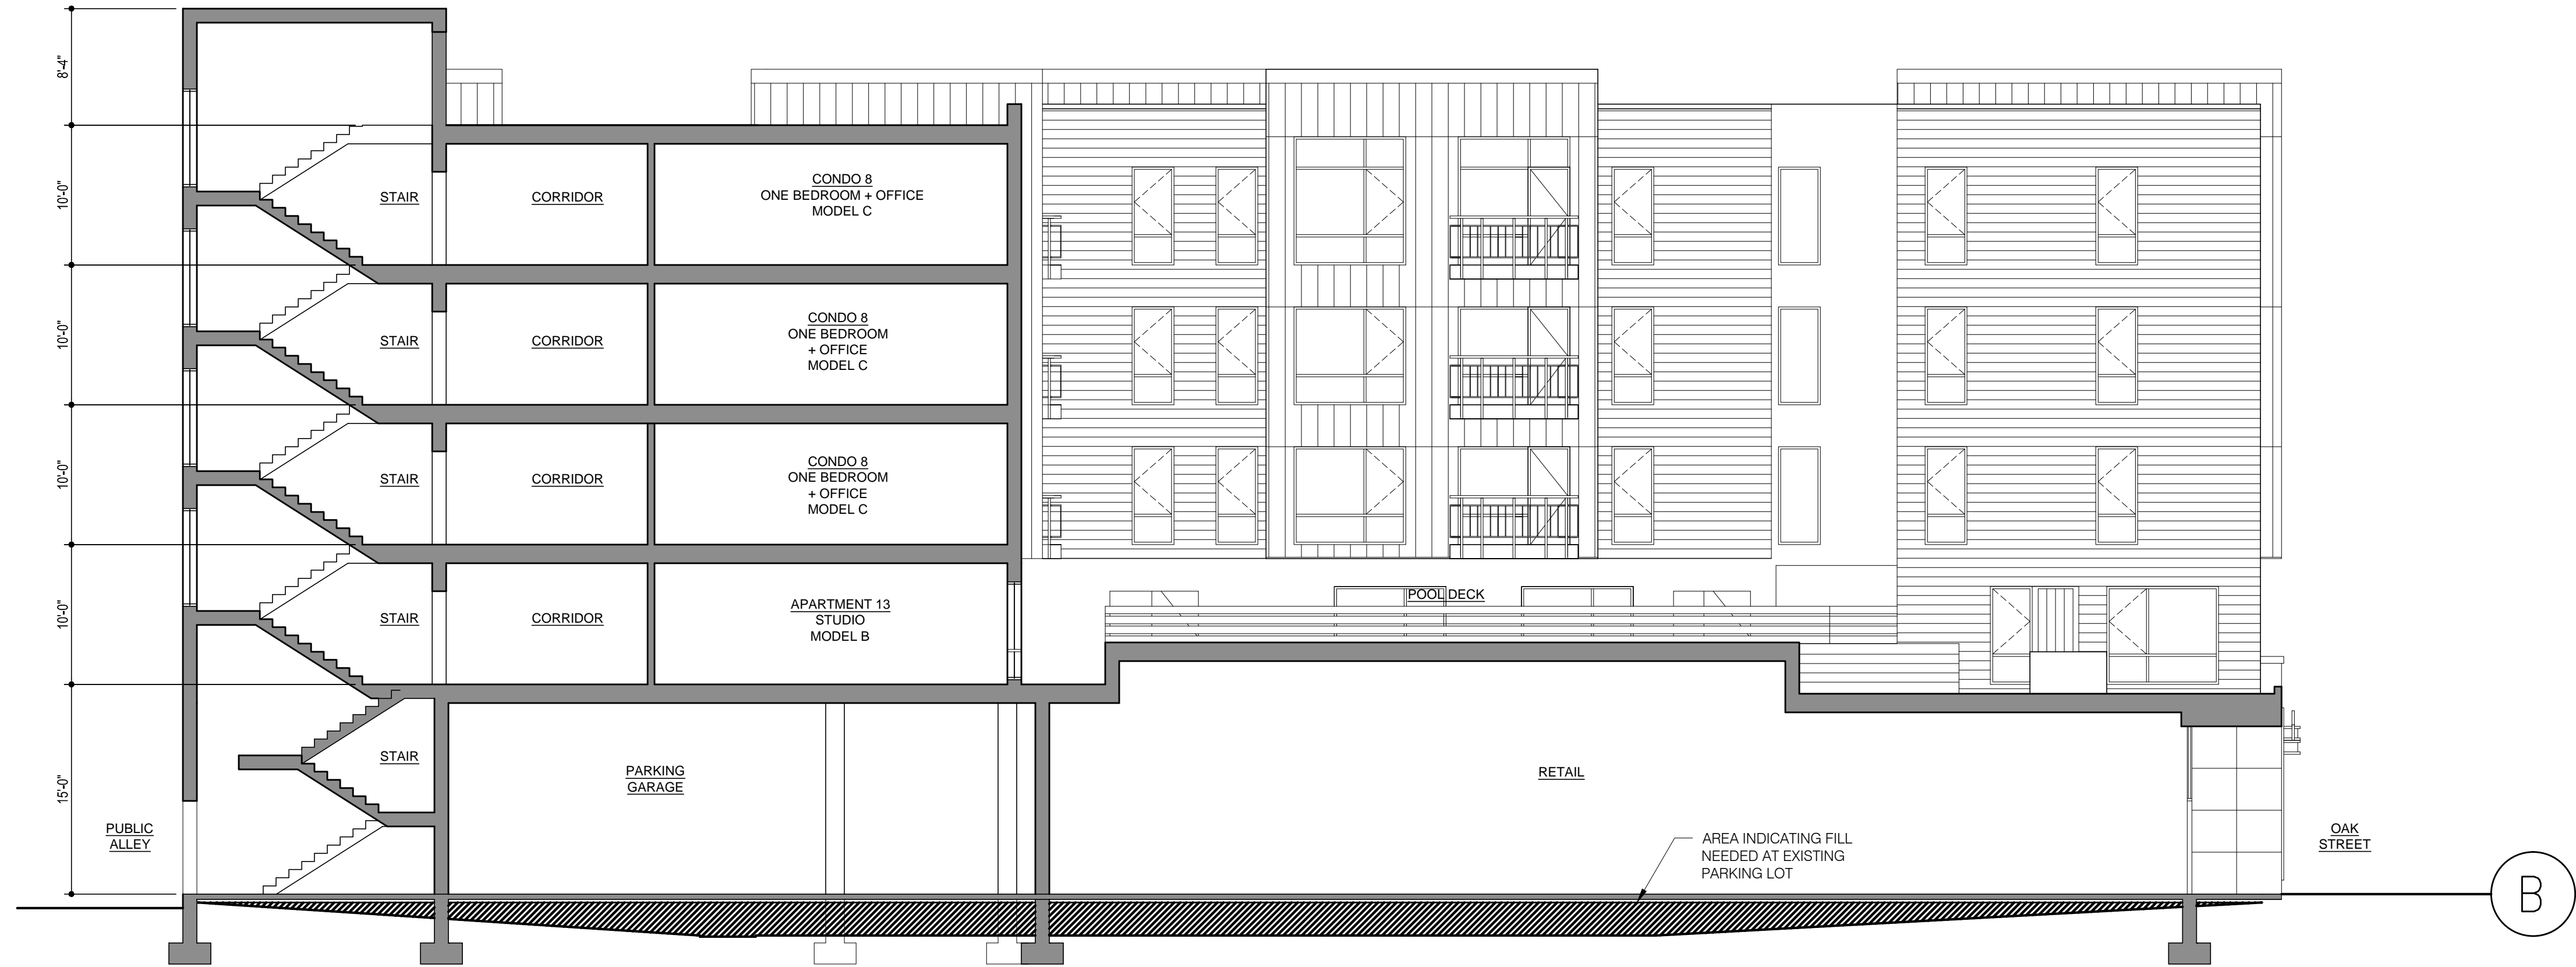 8'-4"
10'-0"
STAIR
CORRIDOR
CONDO 8
ONE BEDROOM + OFFICE
MODEL C
10'-0"
STAIR
CORRIDOR
CONDO 8
ONE BEDROOM
+ OFFICE
MODEL C
10'-0"
STAIR
CORRIDOR
CONDO 8
ONE BEDROOM
+ OFFICE
MODEL C
10'-0"
STAIR
CORRIDOR
APARTMENT 13
STUDIO
MODEL B
POOL DECK
15'-0"
STAIR
PARKING
GARAGE
RETAIL
PUBLIC
ALLEY
AREA INDICATING FILL
NEEDED AT EXISTING
PARKING LOT
OAK
STREET
B